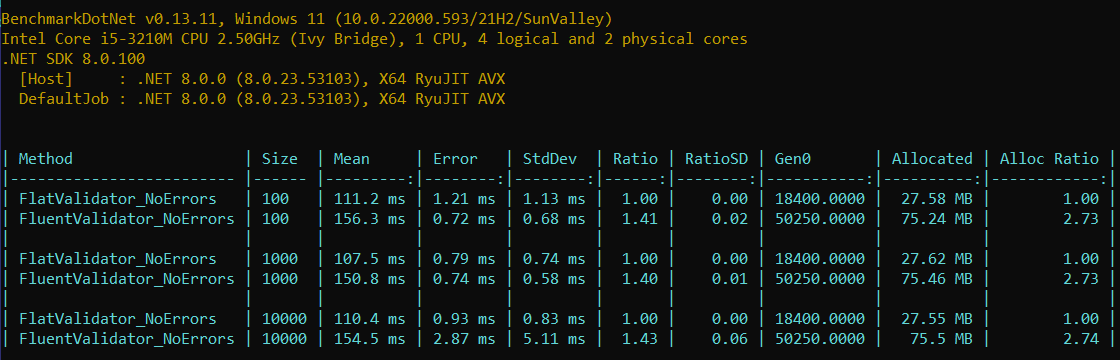 BenchmarkDotNet v0.13.11, Windows 11 (10.0.22000.593/21H2/SunValley)
Intel Core i5-3210M CPU 2.50GHz (Ivy Bridge), 1 CPU, 4 logical and 2 physical cores
.NET SDK 8.0.100
  [Host]     : .NET 8.0.0 (8.0.23.53103), X64 RyuJIT AVX
  DefaultJob : .NET 8.0.0 (8.0.23.53103), X64 RyuJIT AVX
| Method                 | Size  | Mean     | Error   | StdDev  | Ratio | RatioSD | Gen0       | Allocated | Alloc Ratio |
|----------------------- |------ |---------:|--------:|--------:|------:|--------:|-----------:|----------:|------------:|
| FlatValidator_NoErrors   | 100   | 111.2 ms | 1.21 ms | 1.13 ms |  1.00 |    0.00 | 18400.0000 |  27.58 MB |        1.00 |
| FluentValidator_NoErrors | 100   | 156.3 ms | 0.72 ms | 0.68 ms |  1.41 |    0.02 | 50250.0000 |  75.24 MB |        2.73 |
|                          |       |          |         |         |       |         |            |           |             |
| FlatValidator_NoErrors   | 1000  | 107.5 ms | 0.79 ms | 0.74 ms |  1.00 |    0.00 | 18400.0000 |  27.62 MB |        1.00 |
| FluentValidator_NoErrors | 1000  | 150.8 ms | 0.74 ms | 0.58 ms |  1.40 |    0.01 | 50250.0000 |  75.46 MB |        2.73 |
|                          |       |          |         |         |       |         |            |           |             |
| FlatValidator_NoErrors   | 10000 | 110.4 ms | 0.93 ms | 0.83 ms |  1.00 |    0.00 | 18400.0000 |  27.55 MB |        1.00 |
| FluentValidator_NoErrors | 10000 | 154.5 ms | 2.87 ms | 5.11 ms |  1.43 |    0.06 | 50250.0000 |   75.5 MB |        2.74 |